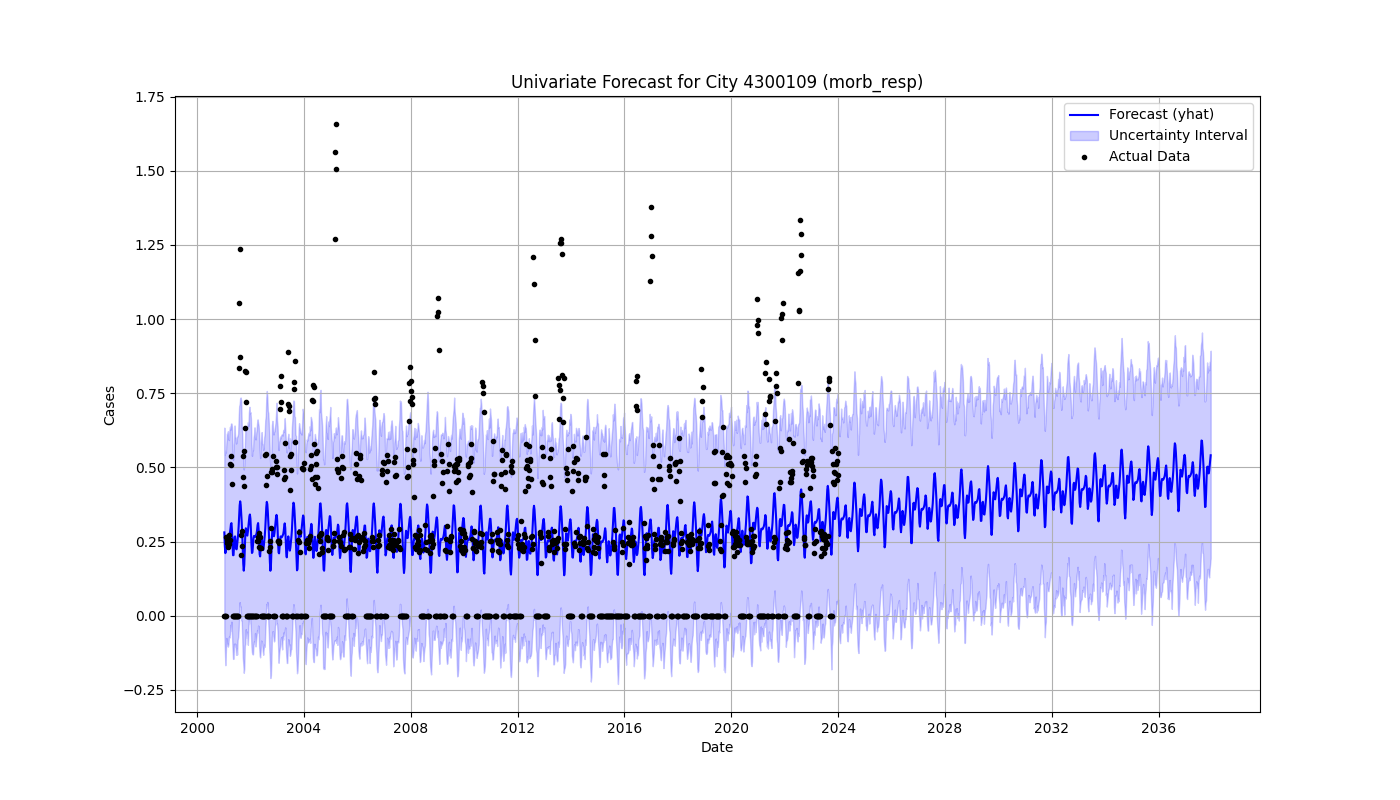 Univariate Forecast for City 4300109 (morb_resp)
Forecast (yhat)
Uncertainty Interval
Actual Data
Cases
1.75
1.50
1.25
1.00
0.75
0.50
0.25
0.00
−0.25
2000 2004 2008 2012 2016 2020 2024 2028 2032 2036
Date